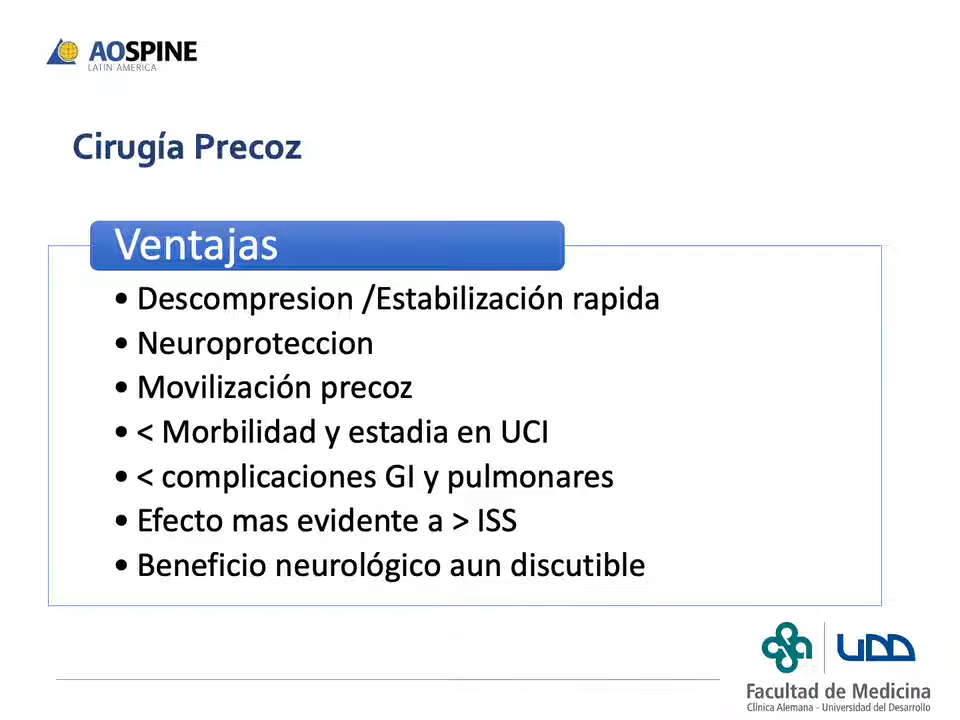 AOSPINE
LATIN AMERICA
Cirugía Precoz
Ventajas
• Descompresion /Estabilización rapida
• Neuroproteccion
• Movilización precoz
• < Morbilidad y estadia en UCI
• < complicaciones GI y pulmonares
• Efecto mas evidente a > ISS
• Beneficio neurológico aun discutible
UDD
Facultad de Medicina
Clínica Alemana - Universidad del Desarrollo